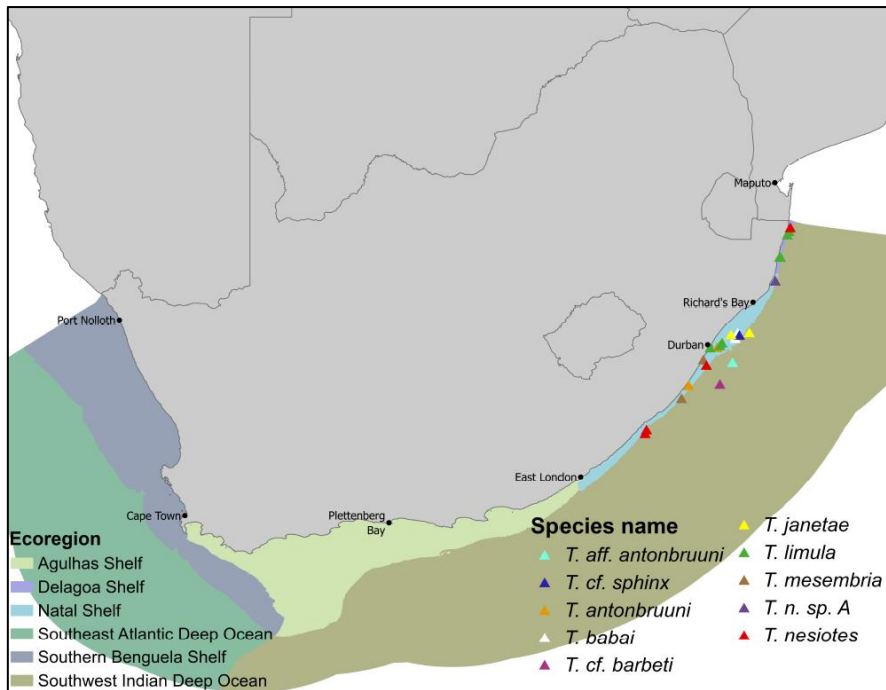 Maputo
Richard's Bay
Port Nolloth
Durban
East London
Cape Town
Plettenberg
Bay
Ecoregion
Agulhas Shelf
Delagoa Shelf
Natal Shelf
Southeast Atlantic Deep Ocean
Southern Benguela Shelf
Southwest Indian Deep Ocean
Species name
T. aff. antonbruuni
T. cf. sphinx
T. antonbruuni
T. babai
T. cf. barbeti
T. janetae
T. limula
T. mesembria
T. n. sp. A
T. nesiotes